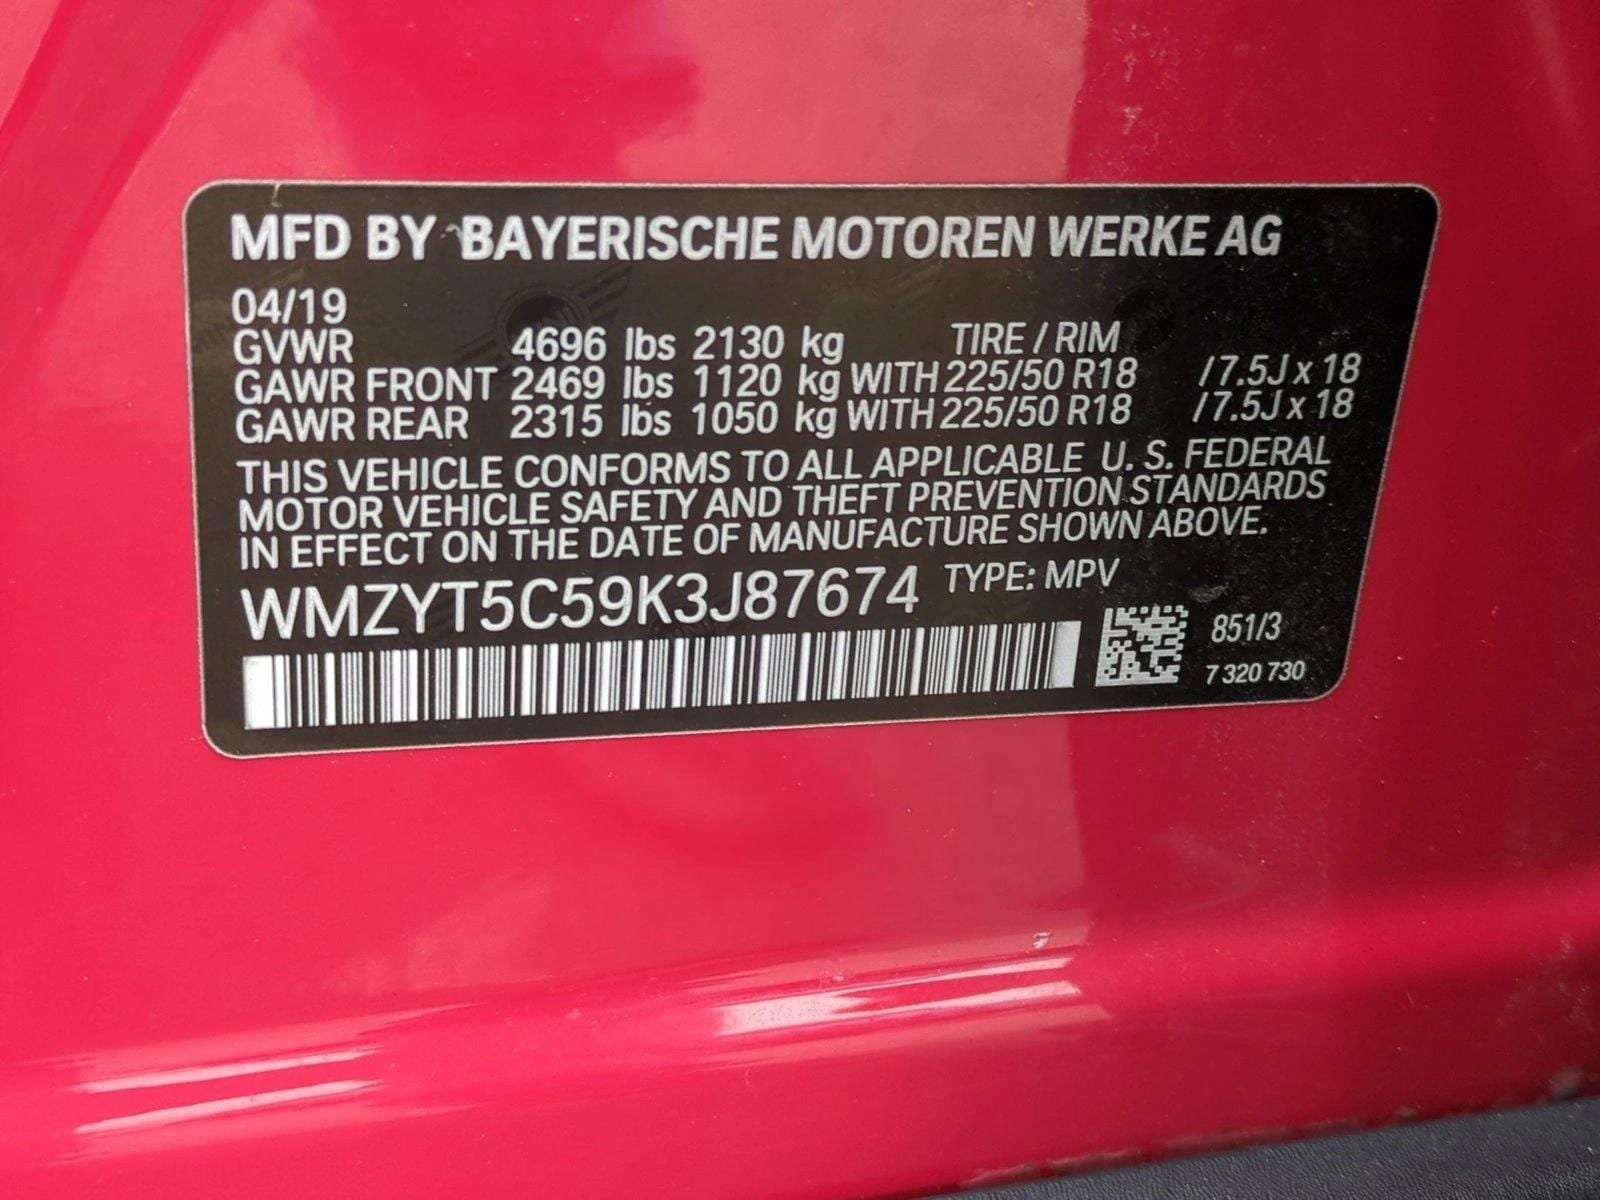 MFD BY BAYERISCHE MOTOREN WERKE AG
04/19
GVWR 4696 lbs 2130 kg TIRE / RIM
GAWR FRONT 2469 lbs 1120 kg WITH 225/50 R18 / 7.5J x 18
GAWR REAR 2315 lbs 1050 kg WITH 225/50 R18 / 7.5J x 18
THIS VEHICLE CONFORMS TO ALL APPLICABLE U. S. FEDERAL
MOTOR VEHICLE SAFETY AND THEFT PREVENTION STANDARDS
IN EFFECT ON THE DATE OF MANUFACTURE SHOWN ABOVE.
WMZYT5C59K3J87674 TYPE: MPV
851/3
7 320 730